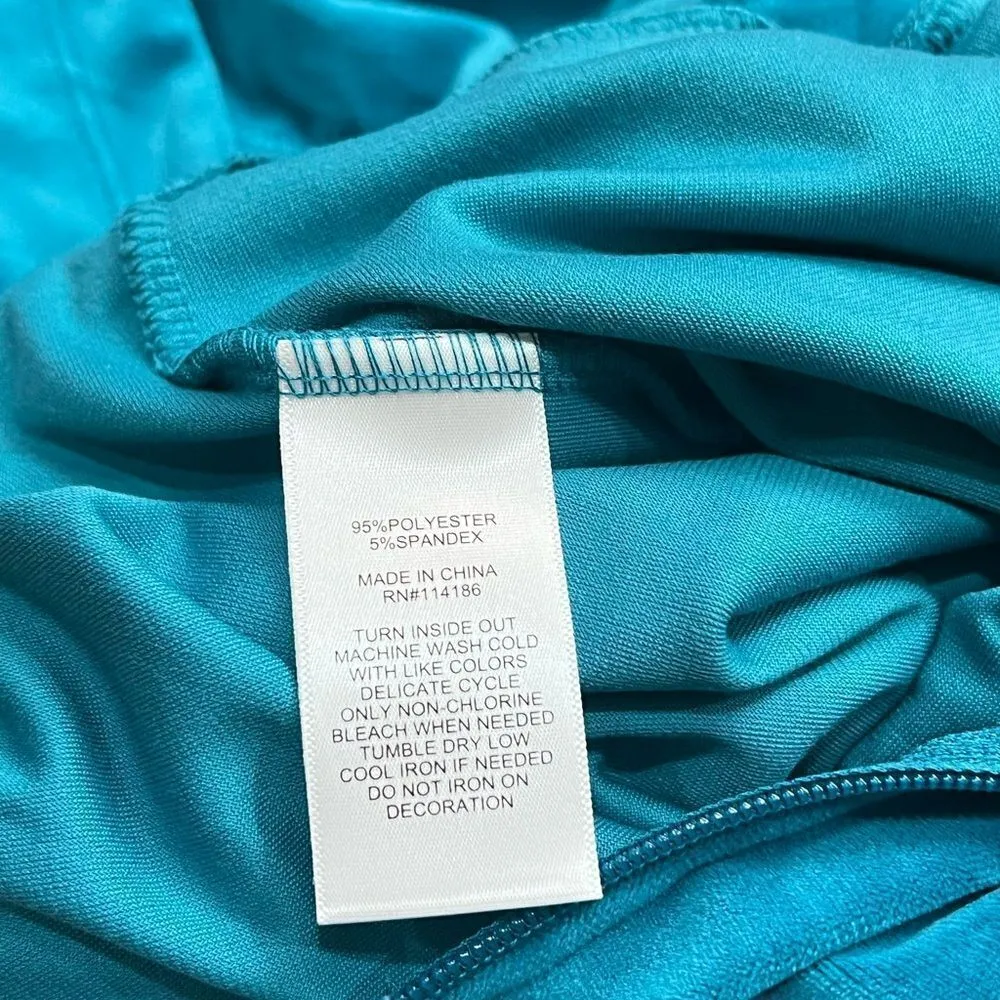 95%POLYESTER
5%SPANDEX
MADE IN CHINA
RN#114186
TURN INSIDE OUT
MACHINE WASH COLD
WITH LIKE COLORS
DELICATE CYCLE
ONLY NON-CHLORINE
BLEACH WHEN NEEDED
TUMBLE DRY LOW
COOL IRON IF NEEDED
DO NOT IRON ON
DECORATION